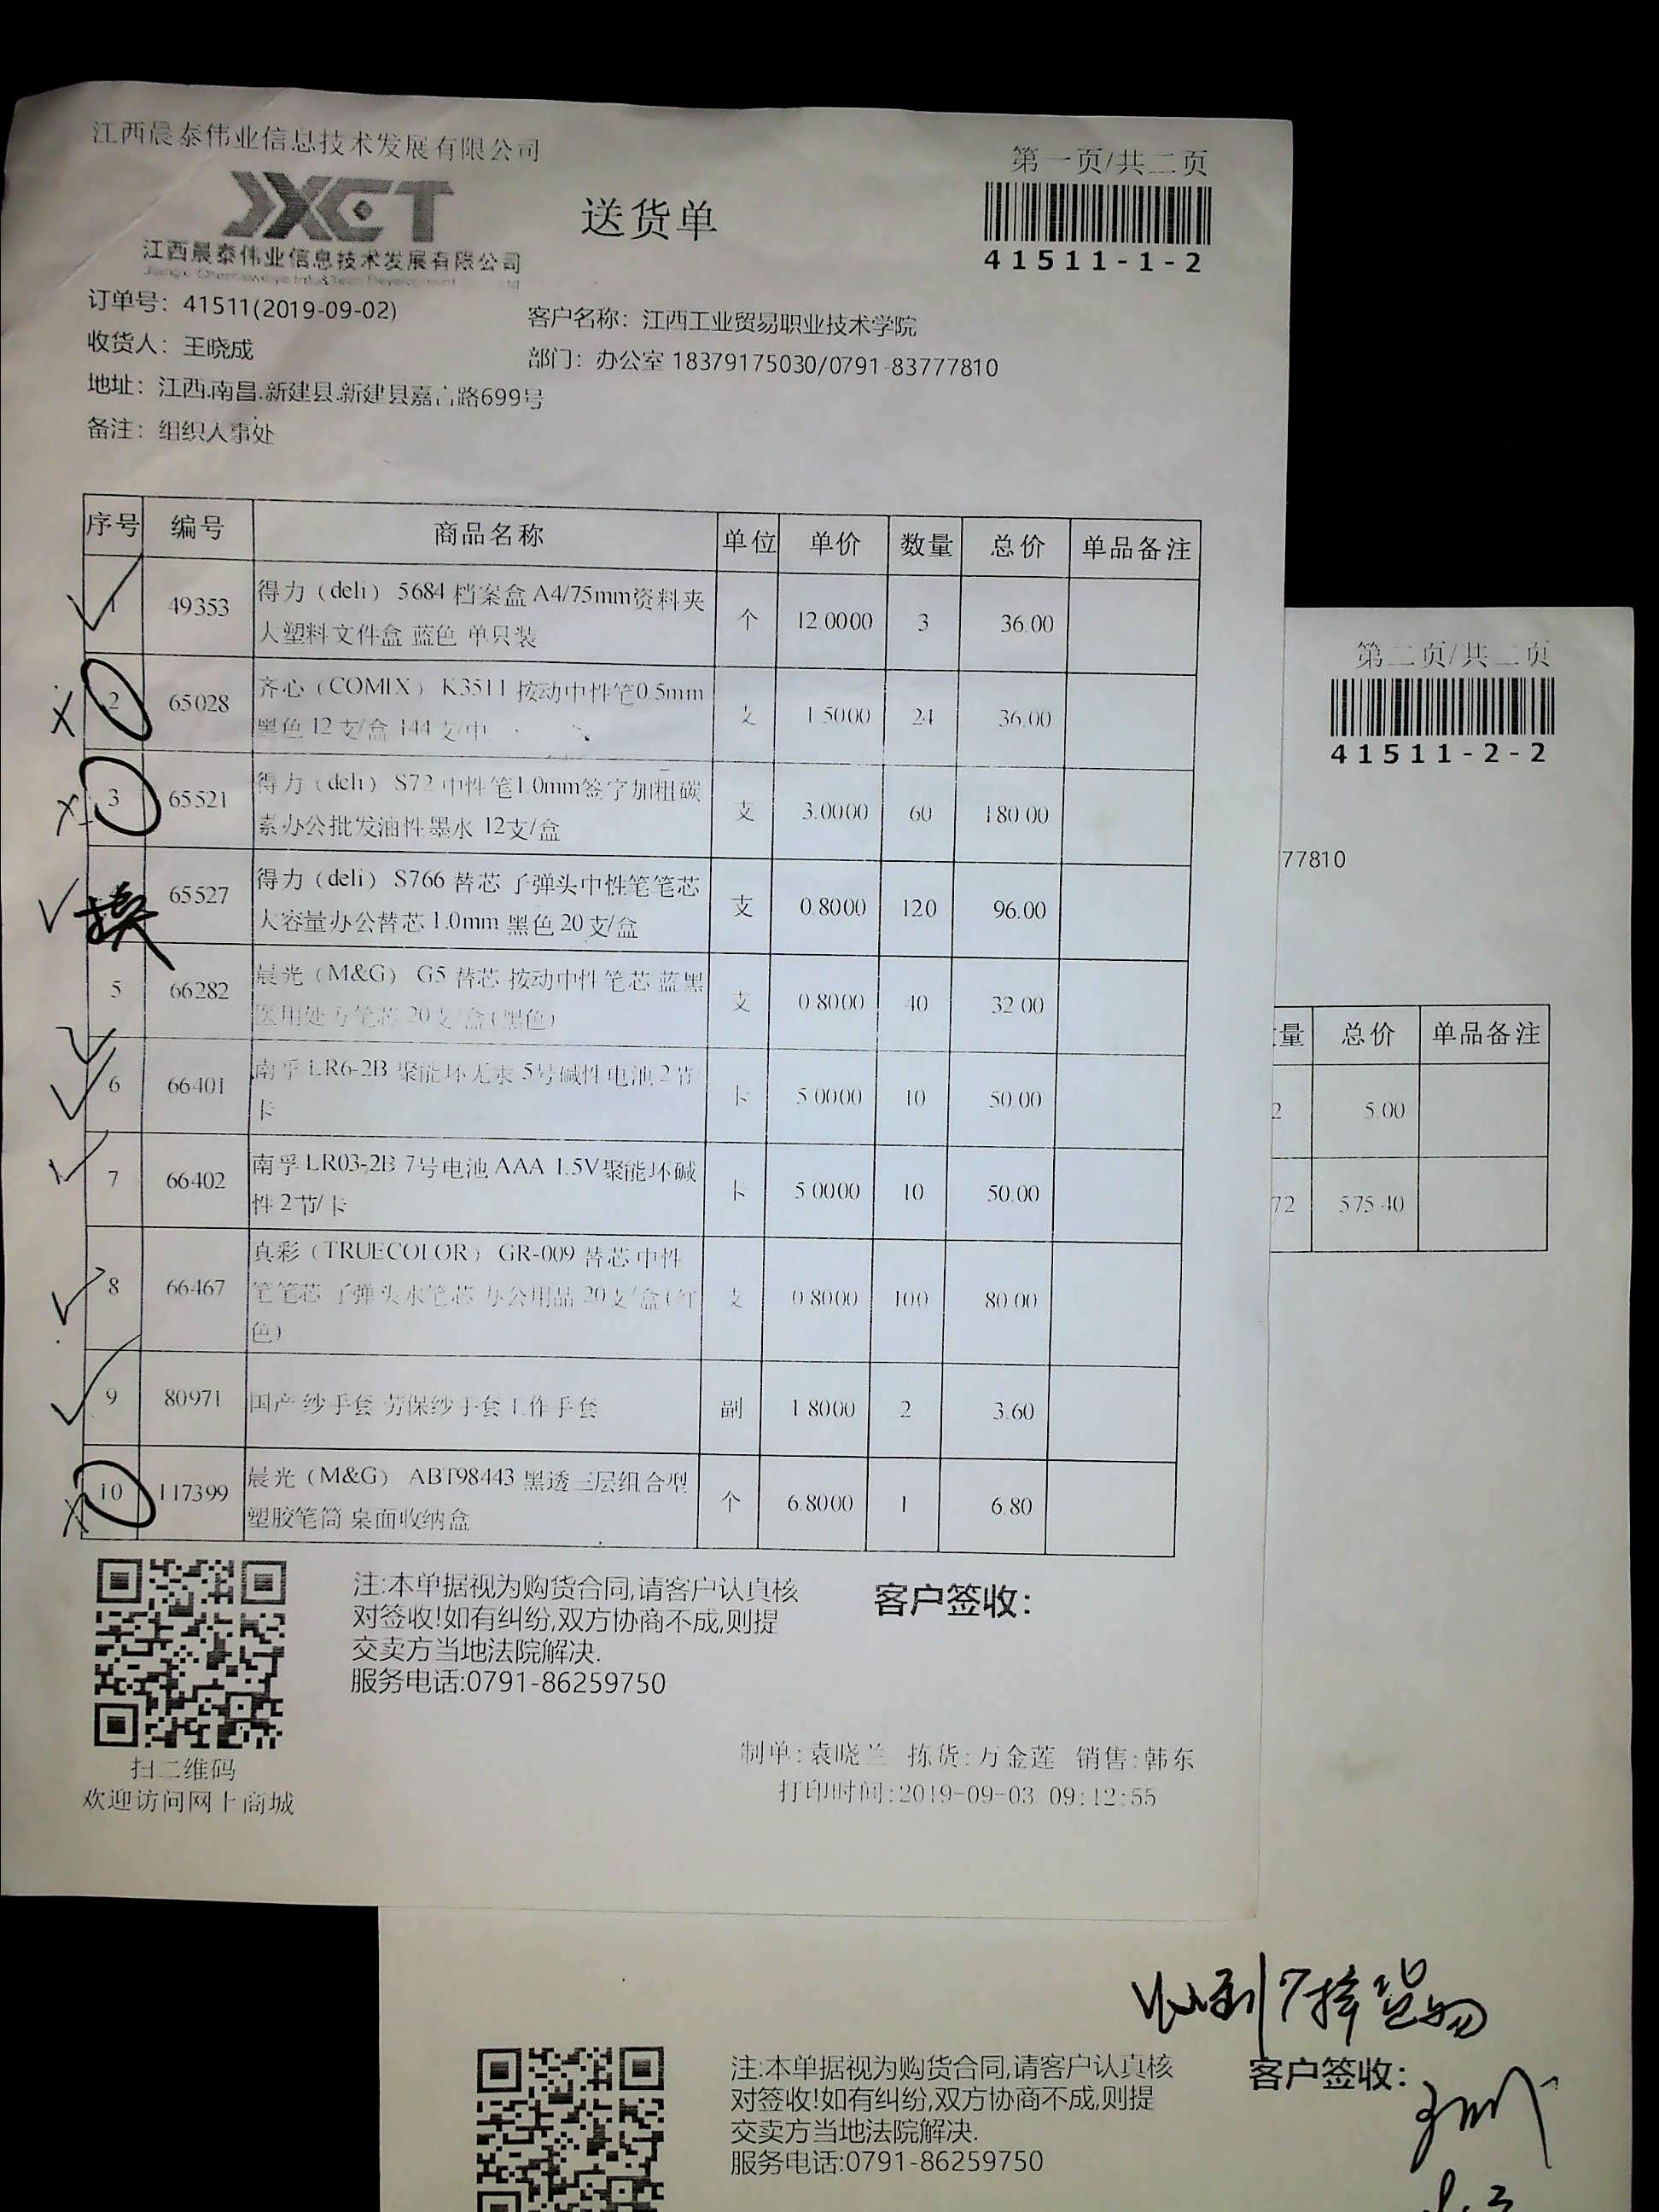 江西晨泰伟业信息技术发展有限公司
第一页/共二页
JXCT
送货单
江西晨泰伟业信息技术发展有限公司
41511-1-2
订单号：41511(2019-09-02)
客户名称：江西工业贸易职业技术学院
收货人：王晓成
部门：办公室 18379175030/0791-83777810
地址：江西.南昌.新建县.新建县嘉言路699号
备注：组织人事处
序号 编号 商品名称 单位 单价 数量 总价 单品备注
1 49353 得力（deli） 5684 档案盒 A4/75mm资料夹 个 12.0000 3 36.00
大塑料文件盒 蓝色 单只装
× 2 65028 齐心（COMIX） K3511 按动中性笔0.5mm 支 1.5000 24 36.00
黑色 12 支/盒 144 支/中
× 3 65521 得力（deli） S72 中性笔1.0mm签字加粗碳 支 3.0000 60 180.00
素办公批发油性墨水 12支/盒
换 65527 得力（deli） S766 替芯 子弹头中性笔笔芯 支 0.8000 120 96.00
大容量办公替芯 1.0mm 黑色 20 支/盒
5 66282 晨光（M&G） G5 替芯 按动中性 笔芯 蓝黑 支 0.8000 40 32.00
医用处方笔芯 20 支/盒 (黑色)
6 66401 南孚 LR6-2B 聚能环无汞 5号碱性 电池 2 节/ 卡 5.0000 10 50.00
卡
7 66402 南孚 LR03-2B 7号电池 AAA 1.5V聚能环碱 卡 5.0000 10 50.00
性 2 节/ 卡
8 66467 真彩（TRUECOLOR） GR-009 替芯 中性 支 0.8000 100 80.00
笔笔芯 子弹头水笔芯 办公用品 20支/盒 (红
色)
9 80971 国产 纱手套 劳保纱手套 工作手套 副 1.8000 2 3.60
× 10 117399 晨光（M&G） ABT98443 黑透 三层组合型 个 6.8000 1 6.80
塑胶笔筒 桌面收纳盒
注:本单据视为购货合同,请客户认真核
对签收!如有纠纷,双方协商不成,则提
交卖方当地法院解决.
服务电话:0791-86259750
客户签收:
扫二维码
欢迎访问网上商城
制单:袁晓兰 拣货:万金莲 销售:韩东
打印时间:2019-09-03 09:12:55
第二页/共二页
41511-2-2
77810
量 总价 单品备注
2 5.00
72 575.40
收到7样货物
注:本单据视为购货合同,请客户认真核
对签收!如有纠纷,双方协商不成,则提
交卖方当地法院解决.
服务电话:0791-86259750
客户签收: